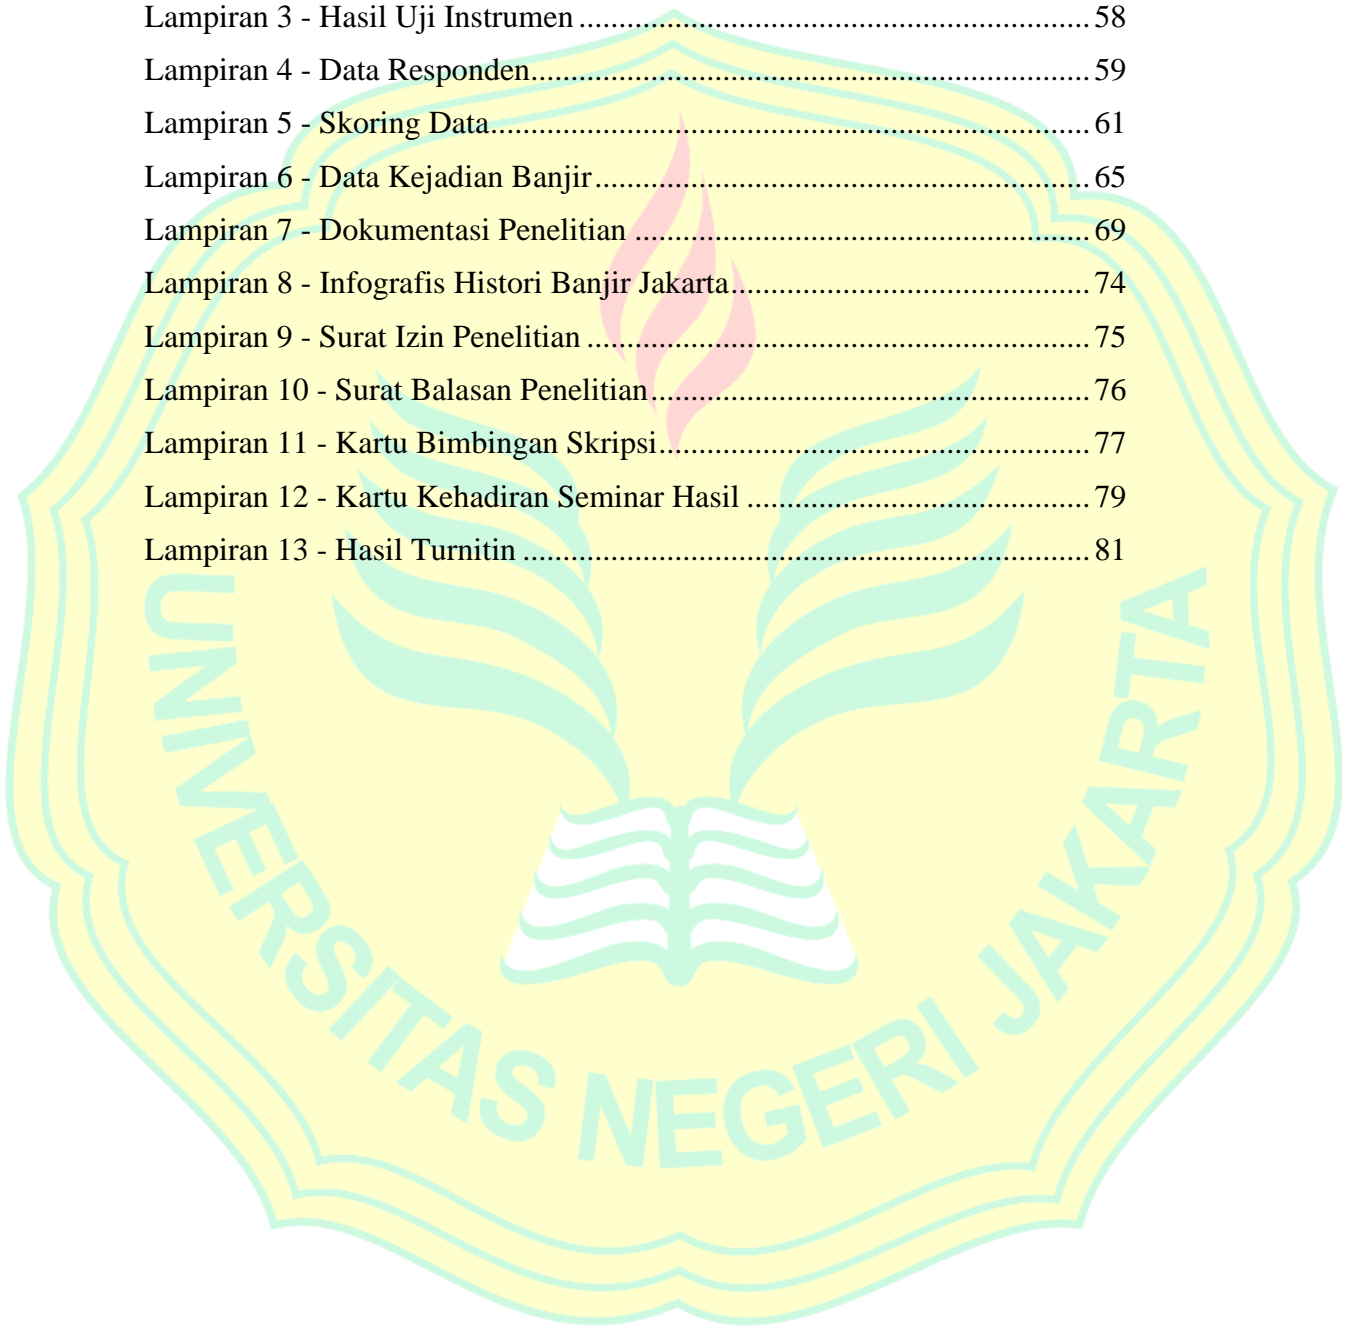 Lampiran 3 - Hasil Uji Instrumen ................................................................ 58
Lampiran 4 - Data Responden...................................................................... 59
Lampiran 5 - Skoring Data........................................................................... 61
Lampiran 6 - Data Kejadian Banjir .............................................................. 65
Lampiran 7 - Dokumentasi Penelitian ......................................................... 69
Lampiran 8 - Infografis Histori Banjir Jakarta............................................. 74
Lampiran 9 - Surat Izin Penelitian ............................................................... 75
Lampiran 10 - Surat Balasan Penelitian....................................................... 76
Lampiran 11 - Kartu Bimbingan Skripsi...................................................... 77
Lampiran 12 - Kartu Kehadiran Seminar Hasil ........................................... 79
Lampiran 13 - Hasil Turnitin ....................................................................... 81
UNIVERSITAS NEGERI JAKARTA